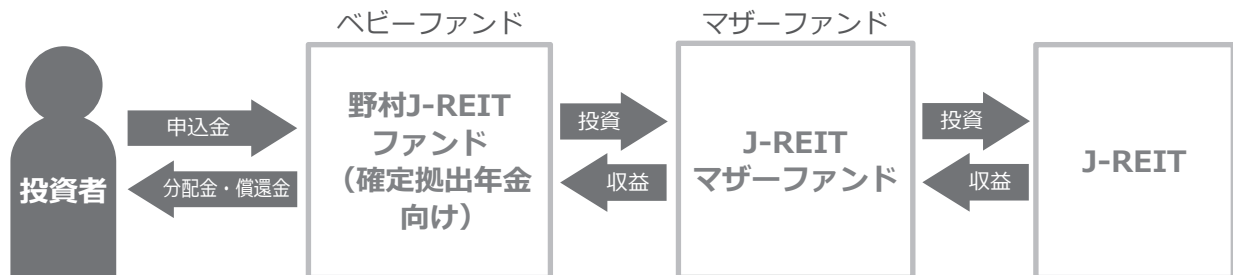 ベビーファンド
マザーファンド
投資者
申込金
分配金・償還金
野村J-REIT
ファンド
（確定拠出年金
向け）
投資
収益
J-REIT
マザーファンド
投資
収益
J-REIT